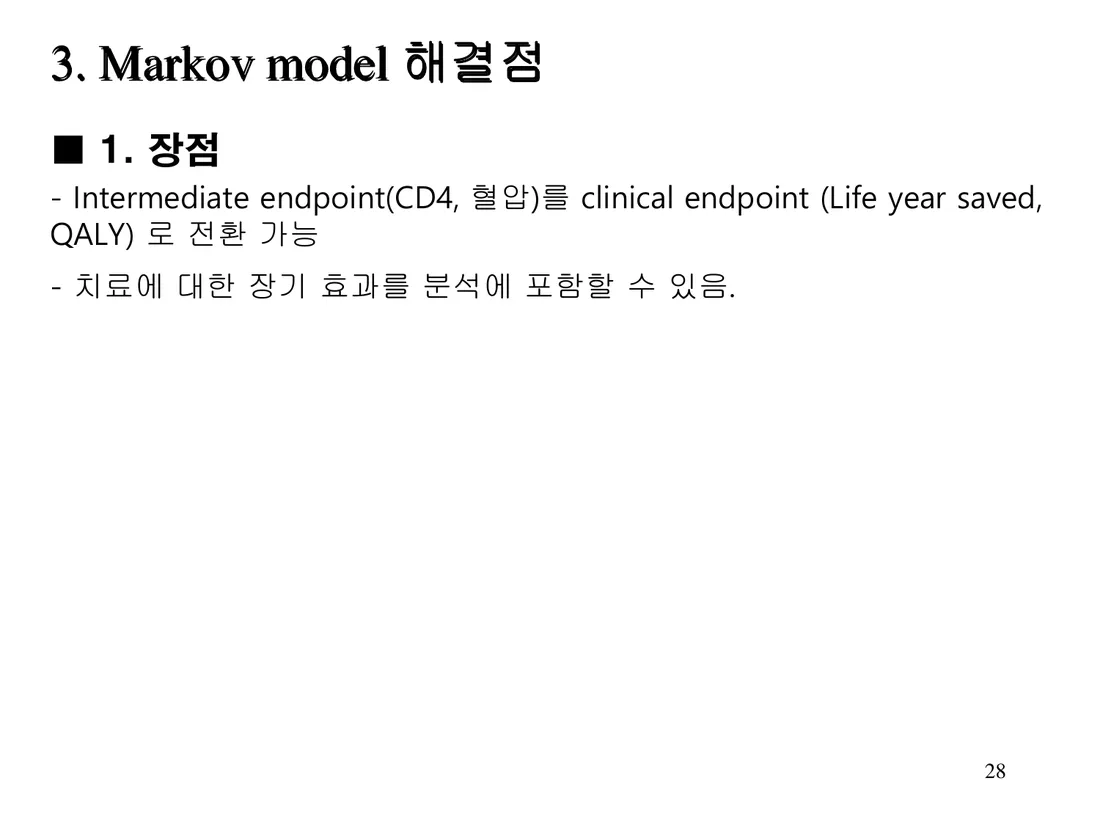 3. Markov model 해결점
■ 1. 장점
- Intermediate endpoint(CD4, 혈압)를 clinical endpoint (Life year saved,
QALY) 로 전환 가능
- 치료에 대한 장기 효과를 분석에 포함할 수 있음.
28